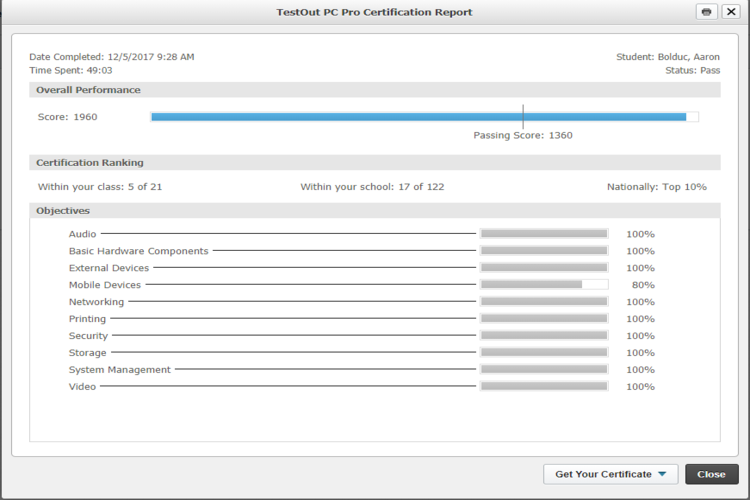 TestOut PC Pro Certification Report
Date Completed: 12/5/2017 9:28 AM
Student: Bolduc, Aaron
Time Spent: 49:03
Status: Pass
Overall Performance
Score: 1960
Passing Score: 1360
Certification Ranking
Within your class: 5 of 21
Within your school: 17 of 122
Nationally: Top 10%
Objectives
Audio 100%
Basic Hardware Components 100%
External Devices 100%
Mobile Devices 80%
Networking 100%
Printing 100%
Security 100%
Storage 100%
System Management 100%
Video 100%
Get Your Certificate
Close